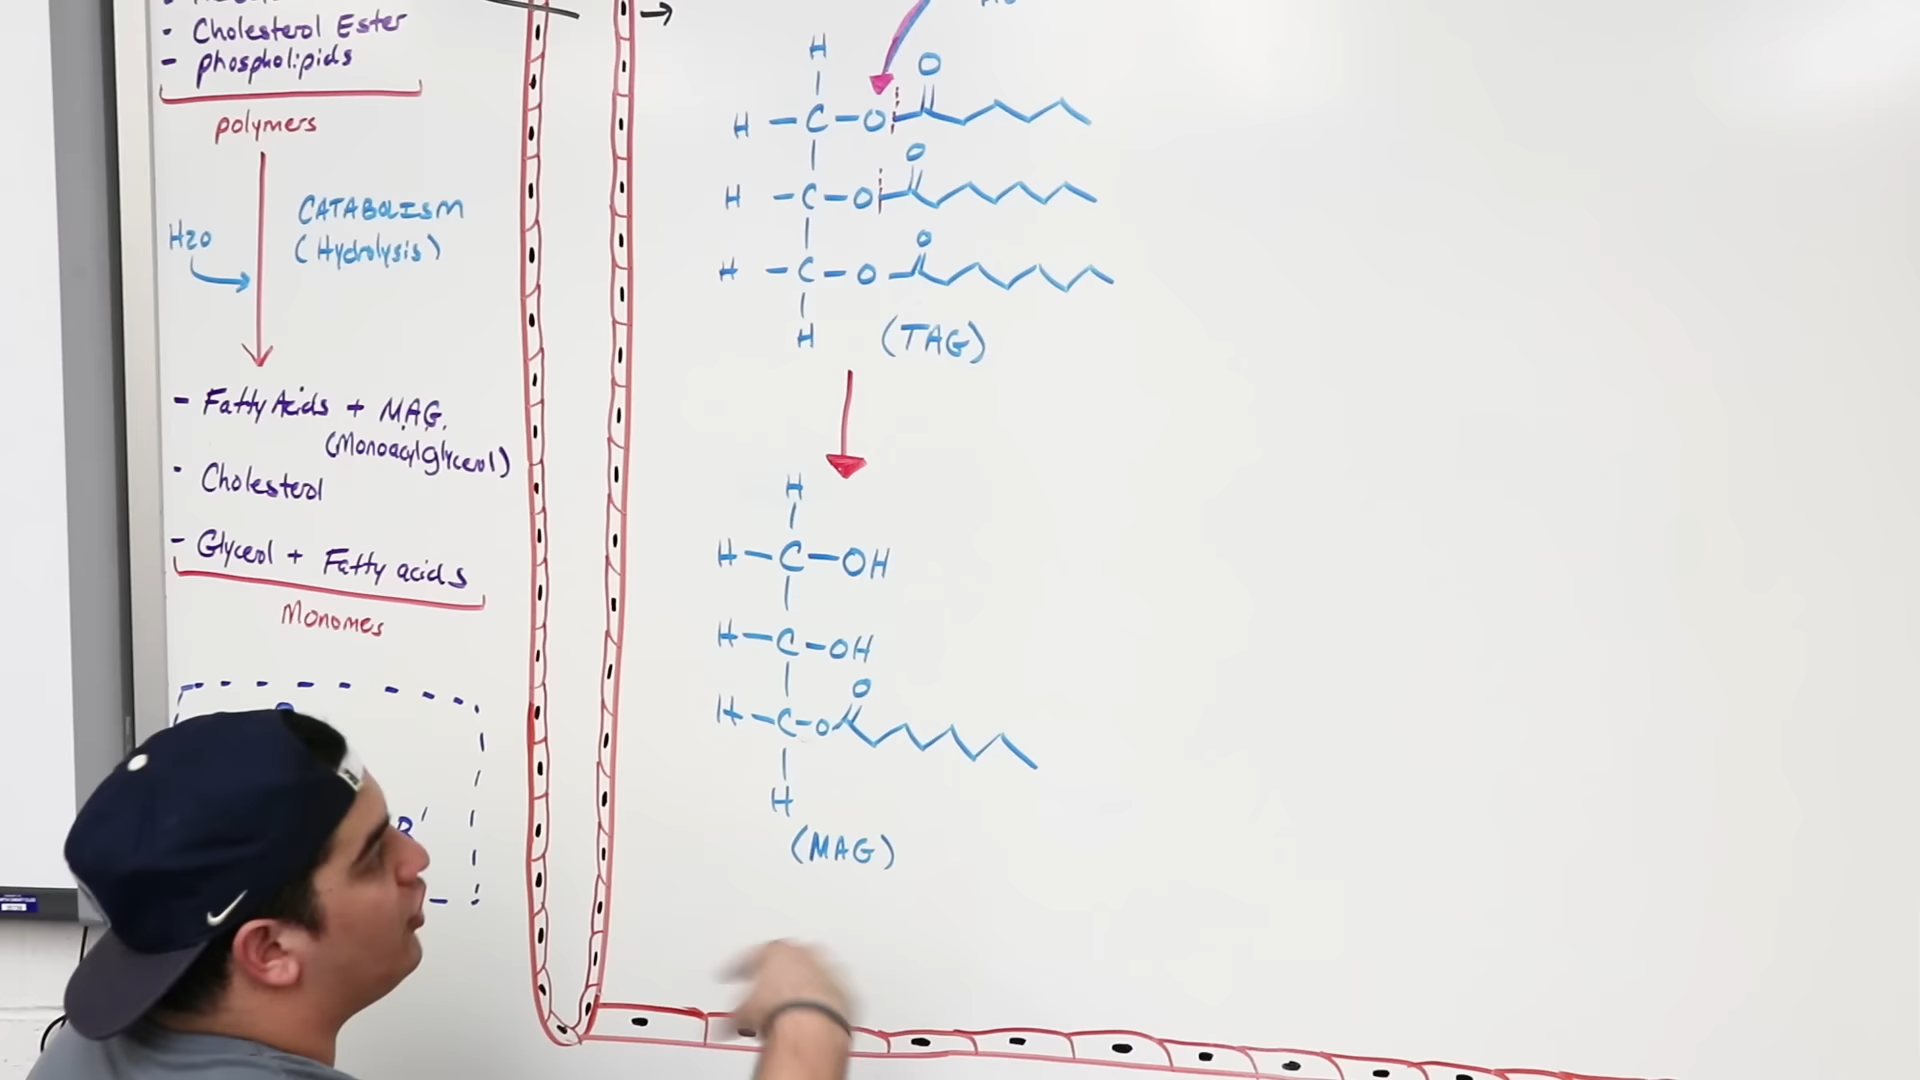 - Cholesterol Ester
- phospholipids
polymers
H2O
CATABOLISM
(Hydrolysis)
- Fatty Acids + MAG.
(Monoacylglycerol)
- Cholesterol
- Glycerol + Fatty acids
Monomes
H
O
H - C - O
O
H - C - O
O
H - C - O
H
(TAG)
H
H - C - OH
H - C - OH
O
H - C - O
H
(MAG)